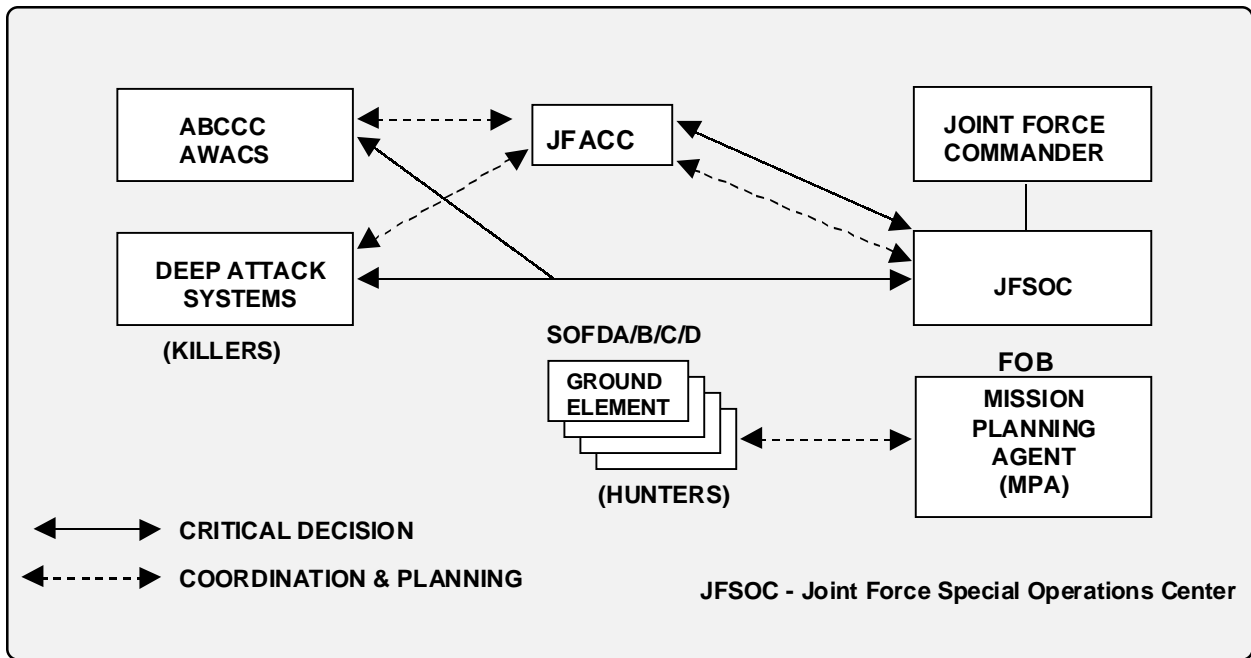 ABCCC
AWACS
JFACC
JOINT FORCE
COMMANDER
DEEP ATTACK
SYSTEMS
(KILLERS)
JFSOC
SOFDA/B/C/D
GROUND
ELEMENT
(HUNTERS)
FOB
MISSION
PLANNING
AGENT
(MPA)
CRITICAL DECISION
COORDINATION & PLANNING
JFSOC - Joint Force Special Operations Center